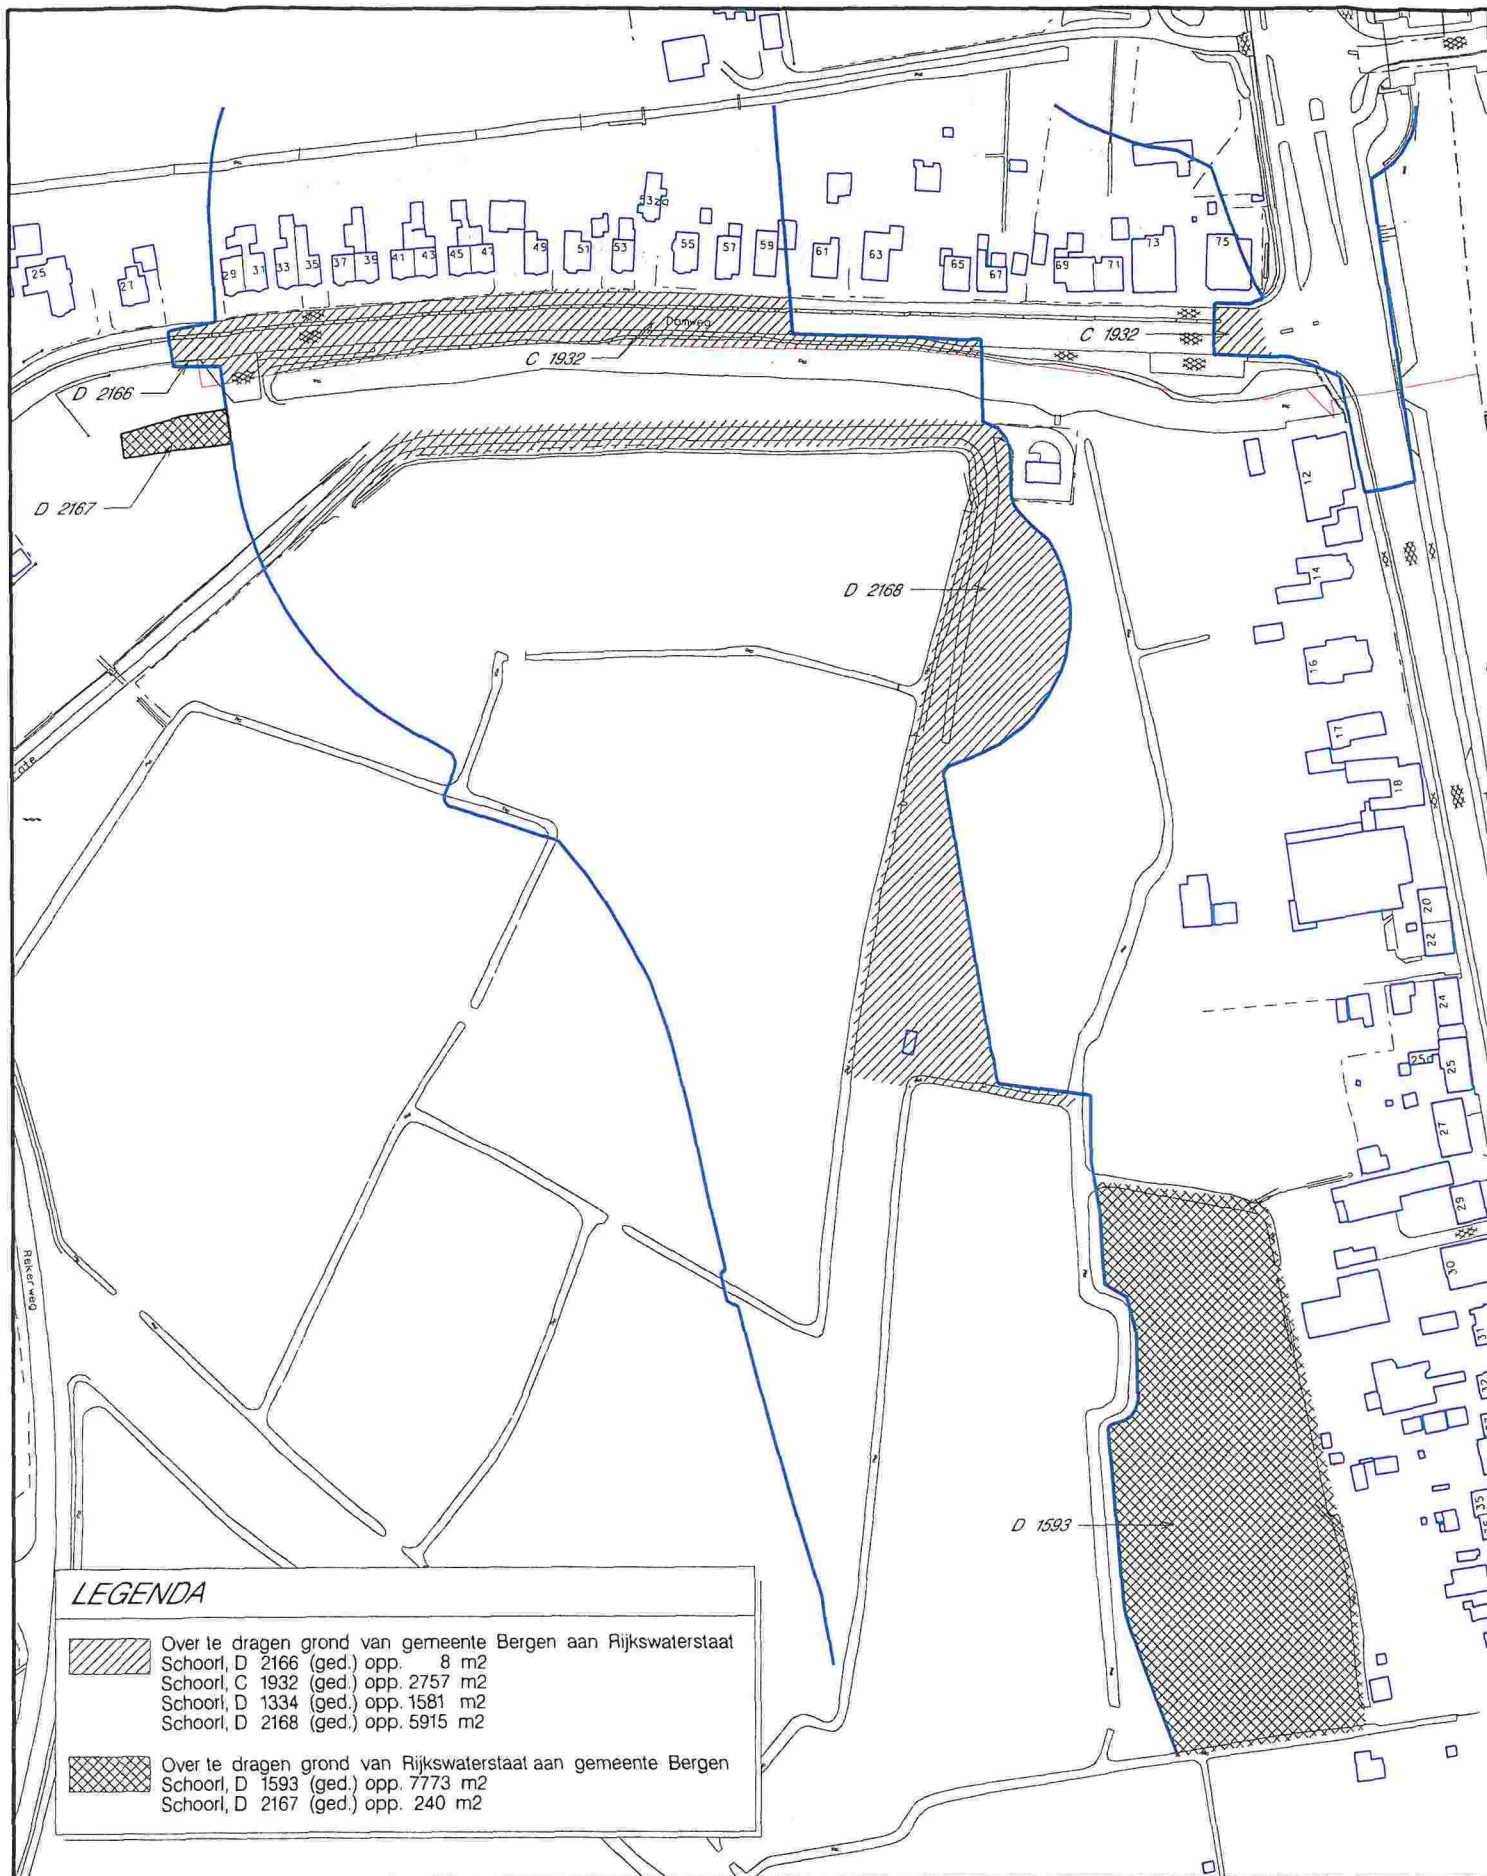 53za
25
27
29
31
33
35
37
39
41
43
45
47
49
51
53
55
57
59
61
63
65
67
69
71
73
75
Damweg
C 1932
C 1932
D 2166
D 2167
D 2168
12
14
16
17
18
20
22
24
25a
25
27
29
30
31
32
35
Rekerweg
D 1593
LEGENDA
Over te dragen grond van gemeente Bergen aan Rijkswaterstaat
Schoorl, D 2166 (ged.) opp. 8 m2
Schoorl, C 1932 (ged.) opp. 2757 m2
Schoorl, D 1334 (ged.) opp. 1581 m2
Schoorl, D 2168 (ged.) opp. 5915 m2
Over te dragen grond van Rijkswaterstaat aan gemeente Bergen
Schoorl, D 1593 (ged.) opp. 7773 m2
Schoorl, D 2167 (ged.) opp. 240 m2